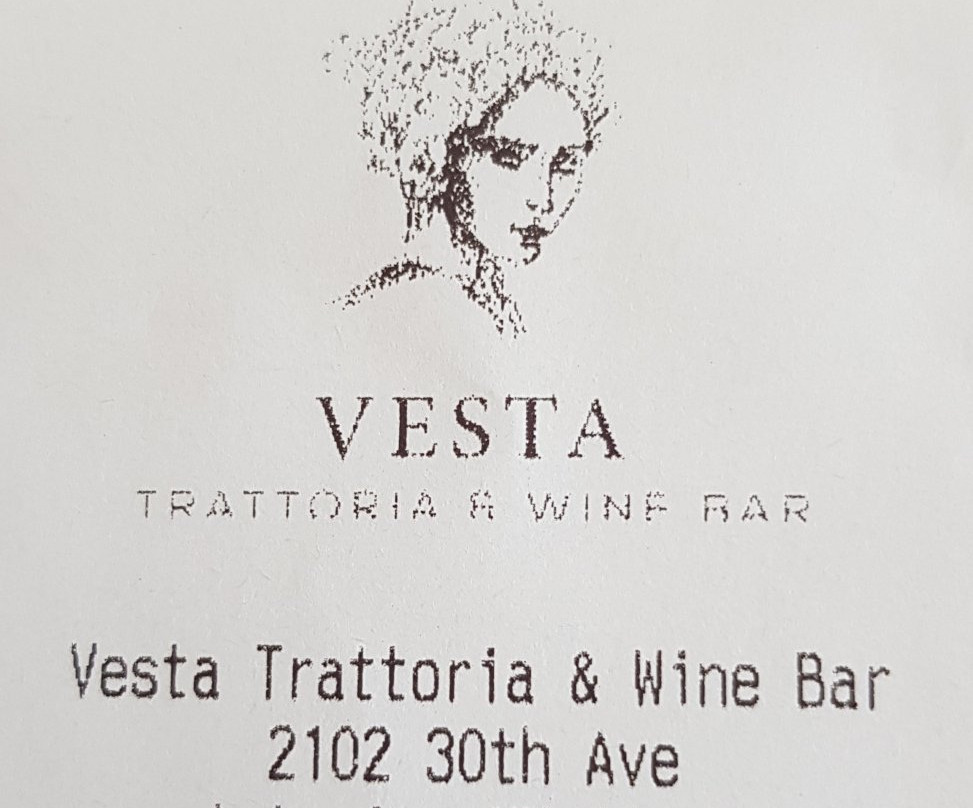 VESTA
TRATTORIA & WINE BAR
Vesta Trattoria & Wine Bar
2102 30th Ave